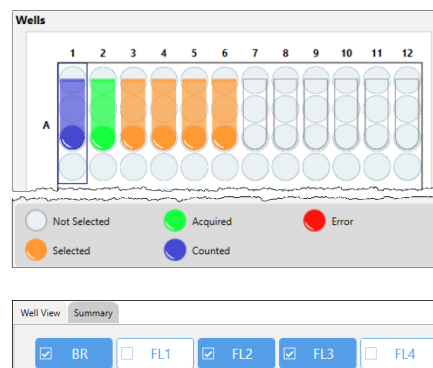 Wells
1 2 3 4 5 6 7 8 9 10 11 12
A
Not Selected Acquired Error
Selected Counted
Well View Summary
BR FL1 FL2 FL3 FL4